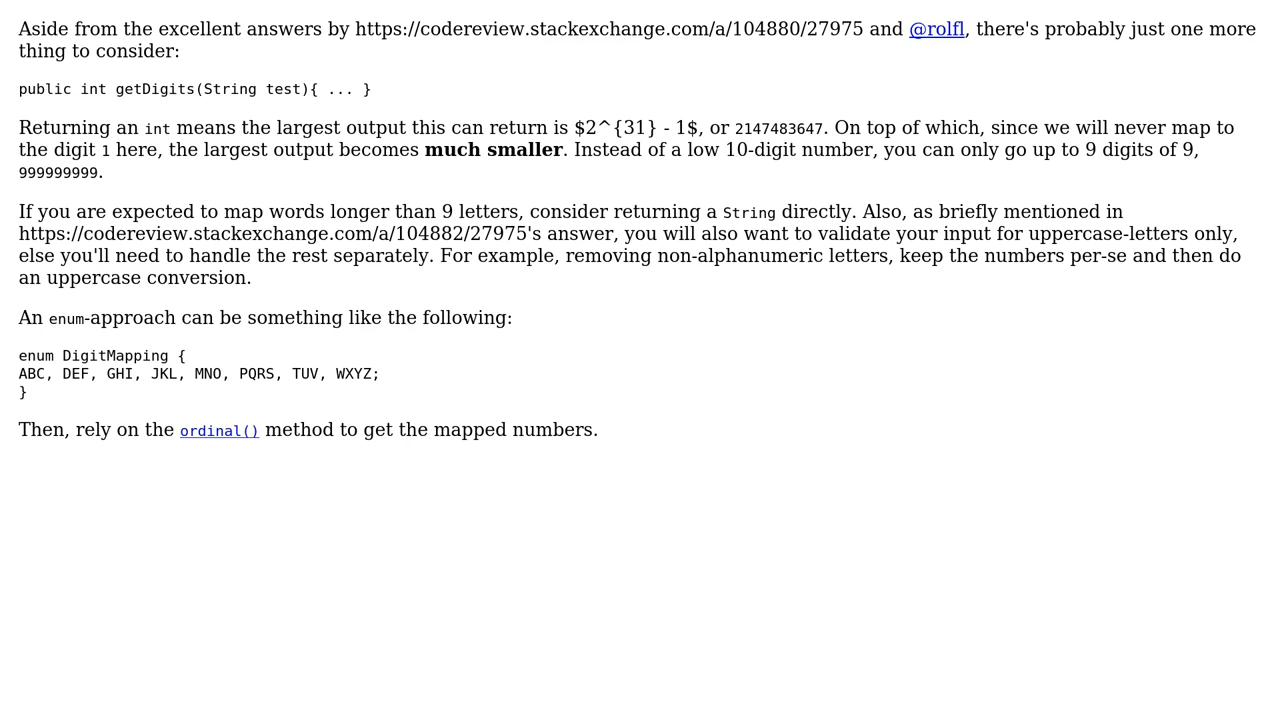 Aside from the excellent answers by https://codereview.stackexchange.com/a/104880/27975 and @rolfl, there's probably just one more
thing to consider:
public int getDigits(String test){ ... }
Returning an int means the largest output this can return is $2^{31} - 1$, or 2147483647. On top of which, since we will never map to
the digit 1 here, the largest output becomes much smaller. Instead of a low 10-digit number, you can only go up to 9 digits of 9,
999999999.
If you are expected to map words longer than 9 letters, consider returning a String directly. Also, as briefly mentioned in
https://codereview.stackexchange.com/a/104882/27975's answer, you will also want to validate your input for uppercase-letters only,
else you'll need to handle the rest separately. For example, removing non-alphanumeric letters, keep the numbers per-se and then do
an uppercase conversion.
An enum-approach can be something like the following:
enum DigitMapping {
ABC, DEF, GHI, JKL, MNO, PQRS, TUV, WXYZ;
}
Then, rely on the ordinal() method to get the mapped numbers.